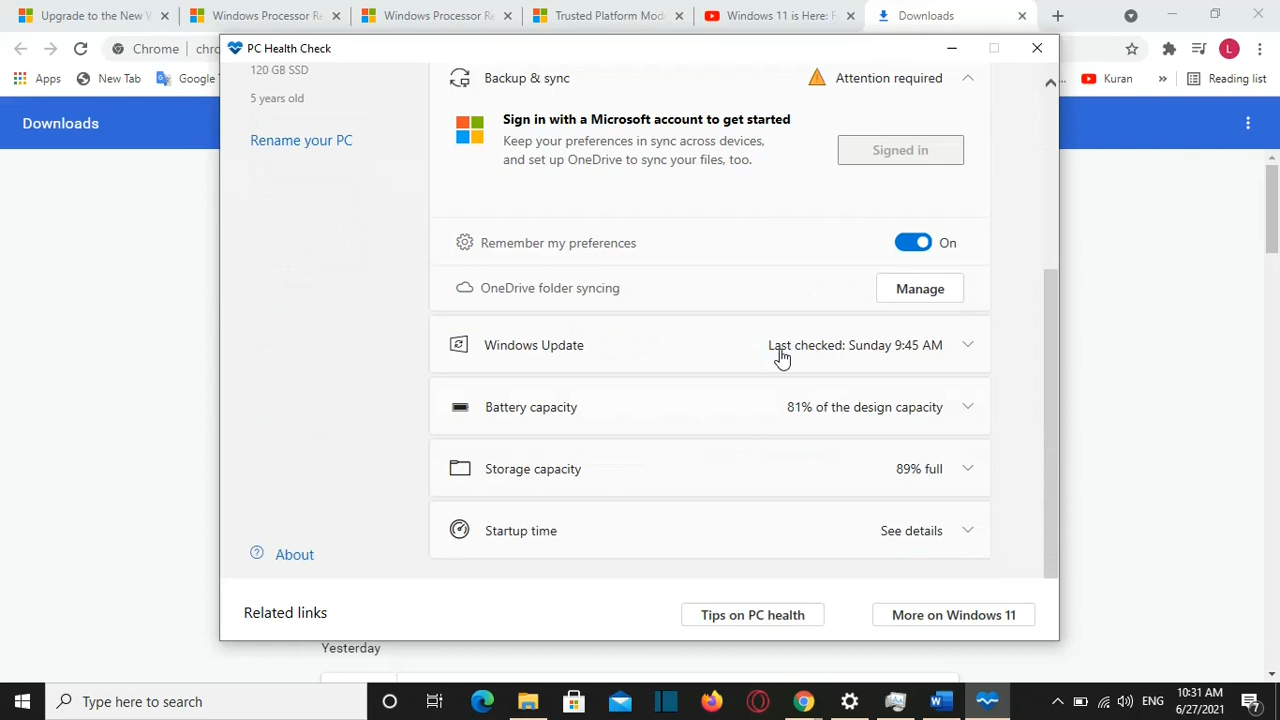 Upgrade to the New W
Windows Processor Re
Windows Processor Re
Trusted Platform Mod
Windows 11 is Here: F
Downloads
Chrome
chro
L
Apps
New Tab
Google T
Kuran
»
Reading list
Downloads
PC Health Check
120 GB SSD
5 years old
Rename your PC
Backup & sync
Attention required
Sign in with a Microsoft account to get started
Keep your preferences in sync across devices,
and set up OneDrive to sync your files, too.
Signed in
Remember my preferences
On
OneDrive folder syncing
Manage
Windows Update
Last checked: Sunday 9:45 AM
Battery capacity
81% of the design capacity
Storage capacity
89% full
Startup time
See details
About
Related links
Tips on PC health
More on Windows 11
Yesterday
Type here to search
ENG
10:31 AM
6/27/2021
7